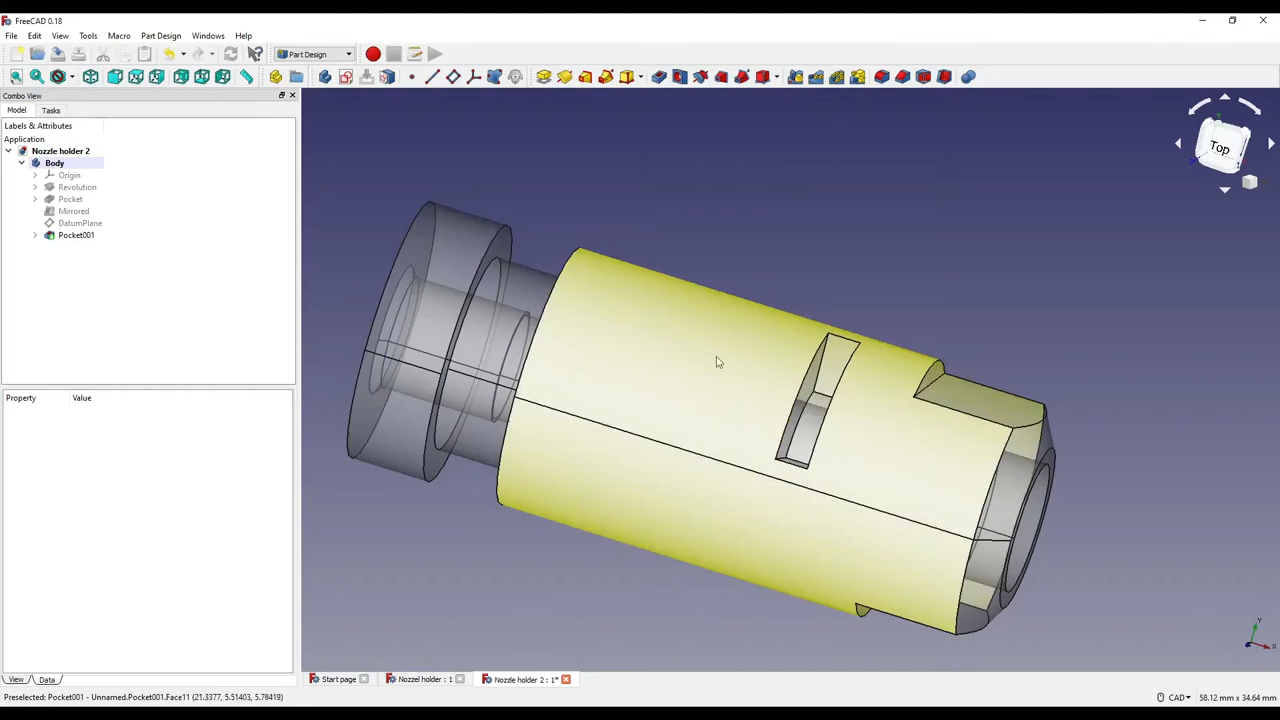 FreeCAD 0.18
File Edit View Tools Macro Part Design Windows Help
Part Design
Combo View
Model Tasks
Labels & Attributes
Application
Nozzle holder 2
Body
Origin
Revolution
Pocket
Mirrored
DatumPlane
Pocket001
Top
Property Value
View Data
Start page Nozzel holder : 1 Nozzle holder 2 : 1*
Preselected: Pocket001 - Unnamed.Pocket001.Face11 (21.3377, 5.51403, 5.78419) CAD 58.12 mm x 34.64 mm